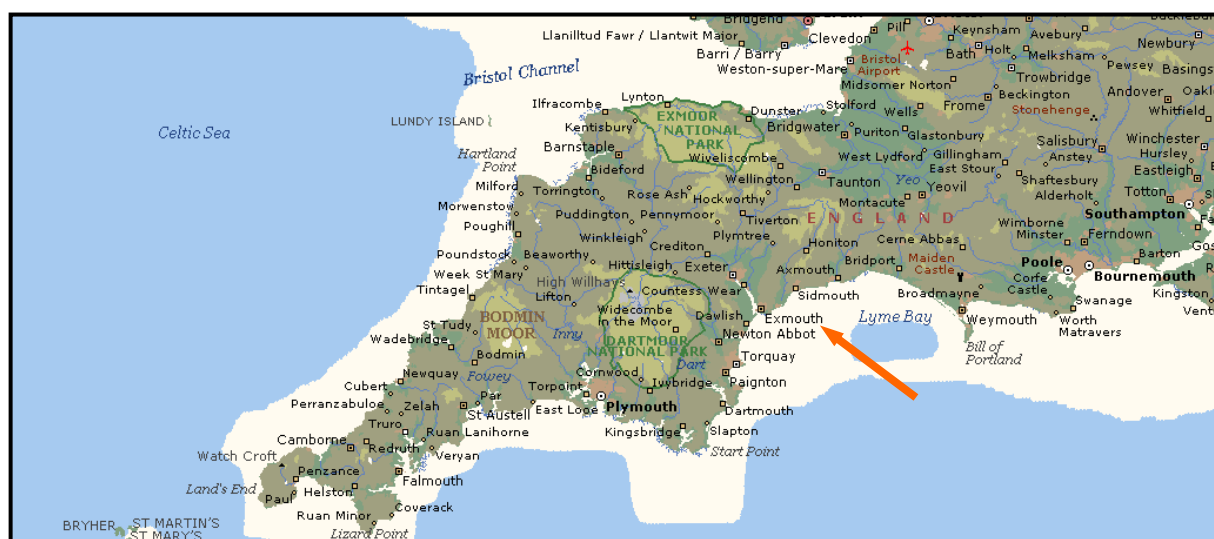 Bridgend
Pill
Keynsham
Avebury
Clevedon
Newbury
Llanilltud Fawr / Llantwit Major
Barri / Barry
Bath
Holt
Melksham
Bristol
Airport
Pewsey
Weston-super-Mare
Trowbridge
Basings
Bristol Channel
Midsomer Norton
Beckington
Andover
Lynton
Dunster
Stolford
Wells
Frome
Stonehenge
Whitfield
Ilfracombe
LUNDY ISLAND
Kentisbury
EXMOOR
NATIONAL
PARK
Bridgwater
Puriton
Glastonbury
Salisbury
Winchester
Celtic Sea
Barnstaple
Hartland
Point
Wiveliscombe
West Lydford
Gillingham
Anstey
Hursley
Bideford
Wellington
Taunton
East Stour
Eastleigh
Milford
Torrington
Rose Ash
Hockworthy
Yeo
Yeovil
Shaftesbury
Totton
Morwenstow
Montacute
Alderholt
Puddington
Pennymoor
Tiverton
ENGLAND
Southampton
Poughill
Winkleigh
Plymtree
Wimborne
Minster
Ferndown
Crediton
Honiton
Cerne Abbas
Poundstock
Beaworthy
Hittisleigh
Exeter
Axmouth
Bridport
Maiden
Castle
Poole
Barton
Week St Mary
High Willhays
Countess Wear
Corfe
Castle
Bournemouth
Tintagel
Lifton
Sidmouth
Broadmayne
Swanage
Kingston
BODMIN
MOOR
Widecombe
In the Moor
Dawlish
Exmouth
Lyme Bay
Weymouth
Worth
Matravers
St Tudy
Inny
Newton Abbot
Wadebridge
DARTMOOR
NATIONAL PARK
Bill of
Portland
Bodmin
Dart
Torquay
Newquay
Fowey
Cornwood
Torpoint
Ivybridge
Paignton
Cubert
Par
Perranzabuloe
Zelah
St Austell
East Looe
Plymouth
Dartmouth
Truro
Ruan Lanihorne
Kingsbridge
Slapton
Camborne
Redruth
Veryan
Start Point
Watch Croft
Penzance
Falmouth
Land's End
Paul
Helston
Ruan Minor
Coverack
BRYHER
ST MARTIN'S
ST MARY'S
Lizard Point